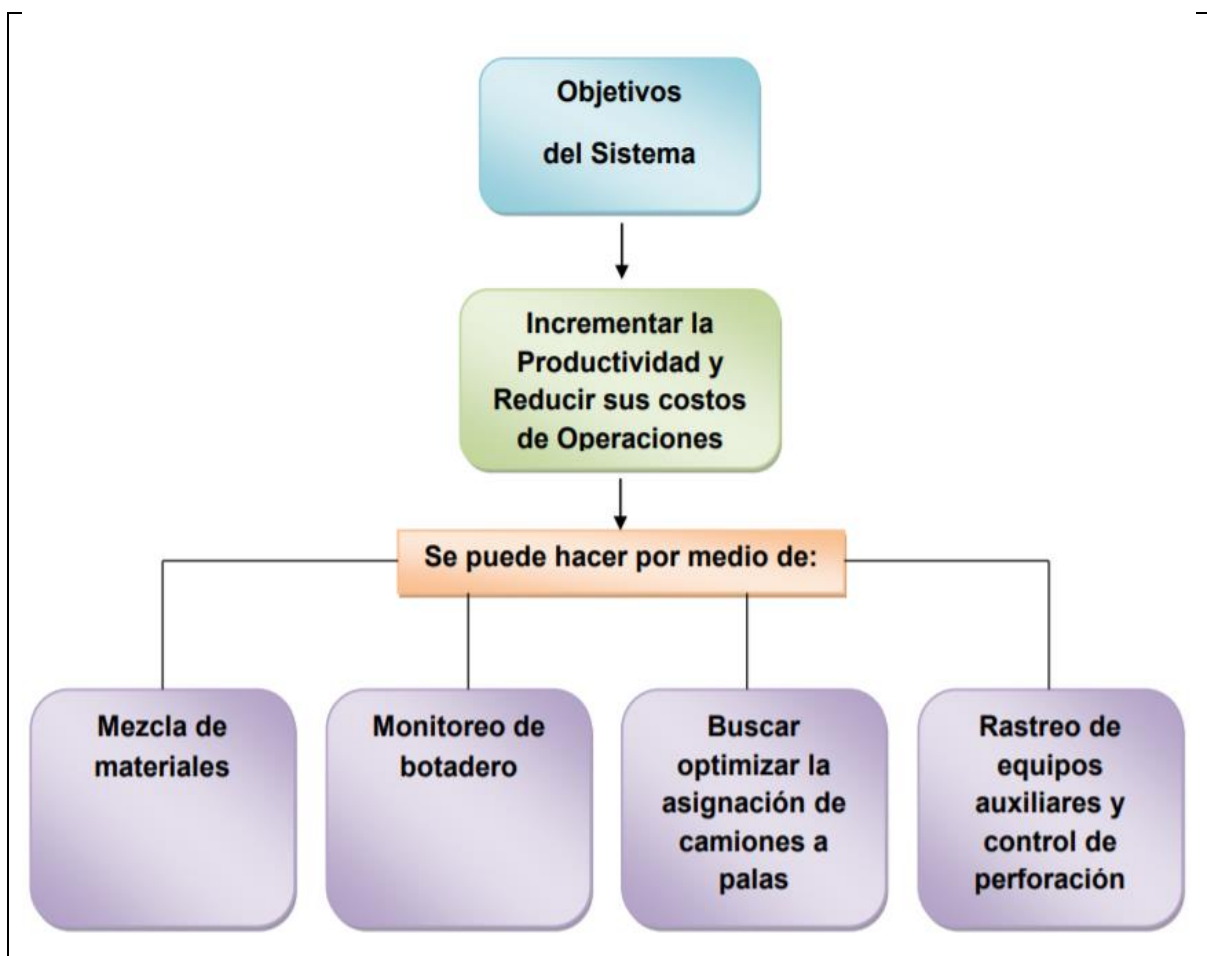 Objetivos
del Sistema
Incrementar la
Productividad y
Reducir sus costos
de Operaciones
Se puede hacer por medio de:
Mezcla de
materiales
Monitoreo de
botadero
Buscar
optimizar la
asignación de
camiones a
palas
Rastreo de
equipos
auxiliares y
control de
perforación